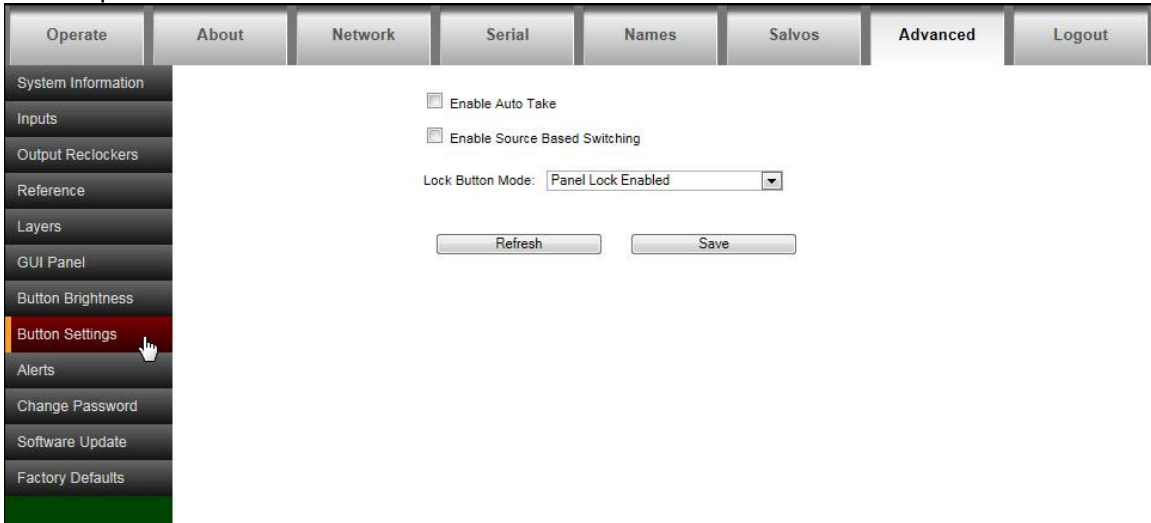 Operate About Network Serial Names Salvos Advanced Logout
System Information
Inputs
Output Reclockers
Reference
Layers
GUI Panel
Button Brightness
Button Settings
Alerts
Change Password
Software Update
Factory Defaults
Enable Auto Take
Enable Source Based Switching
Lock Button Mode: Panel Lock Enabled
Refresh Save